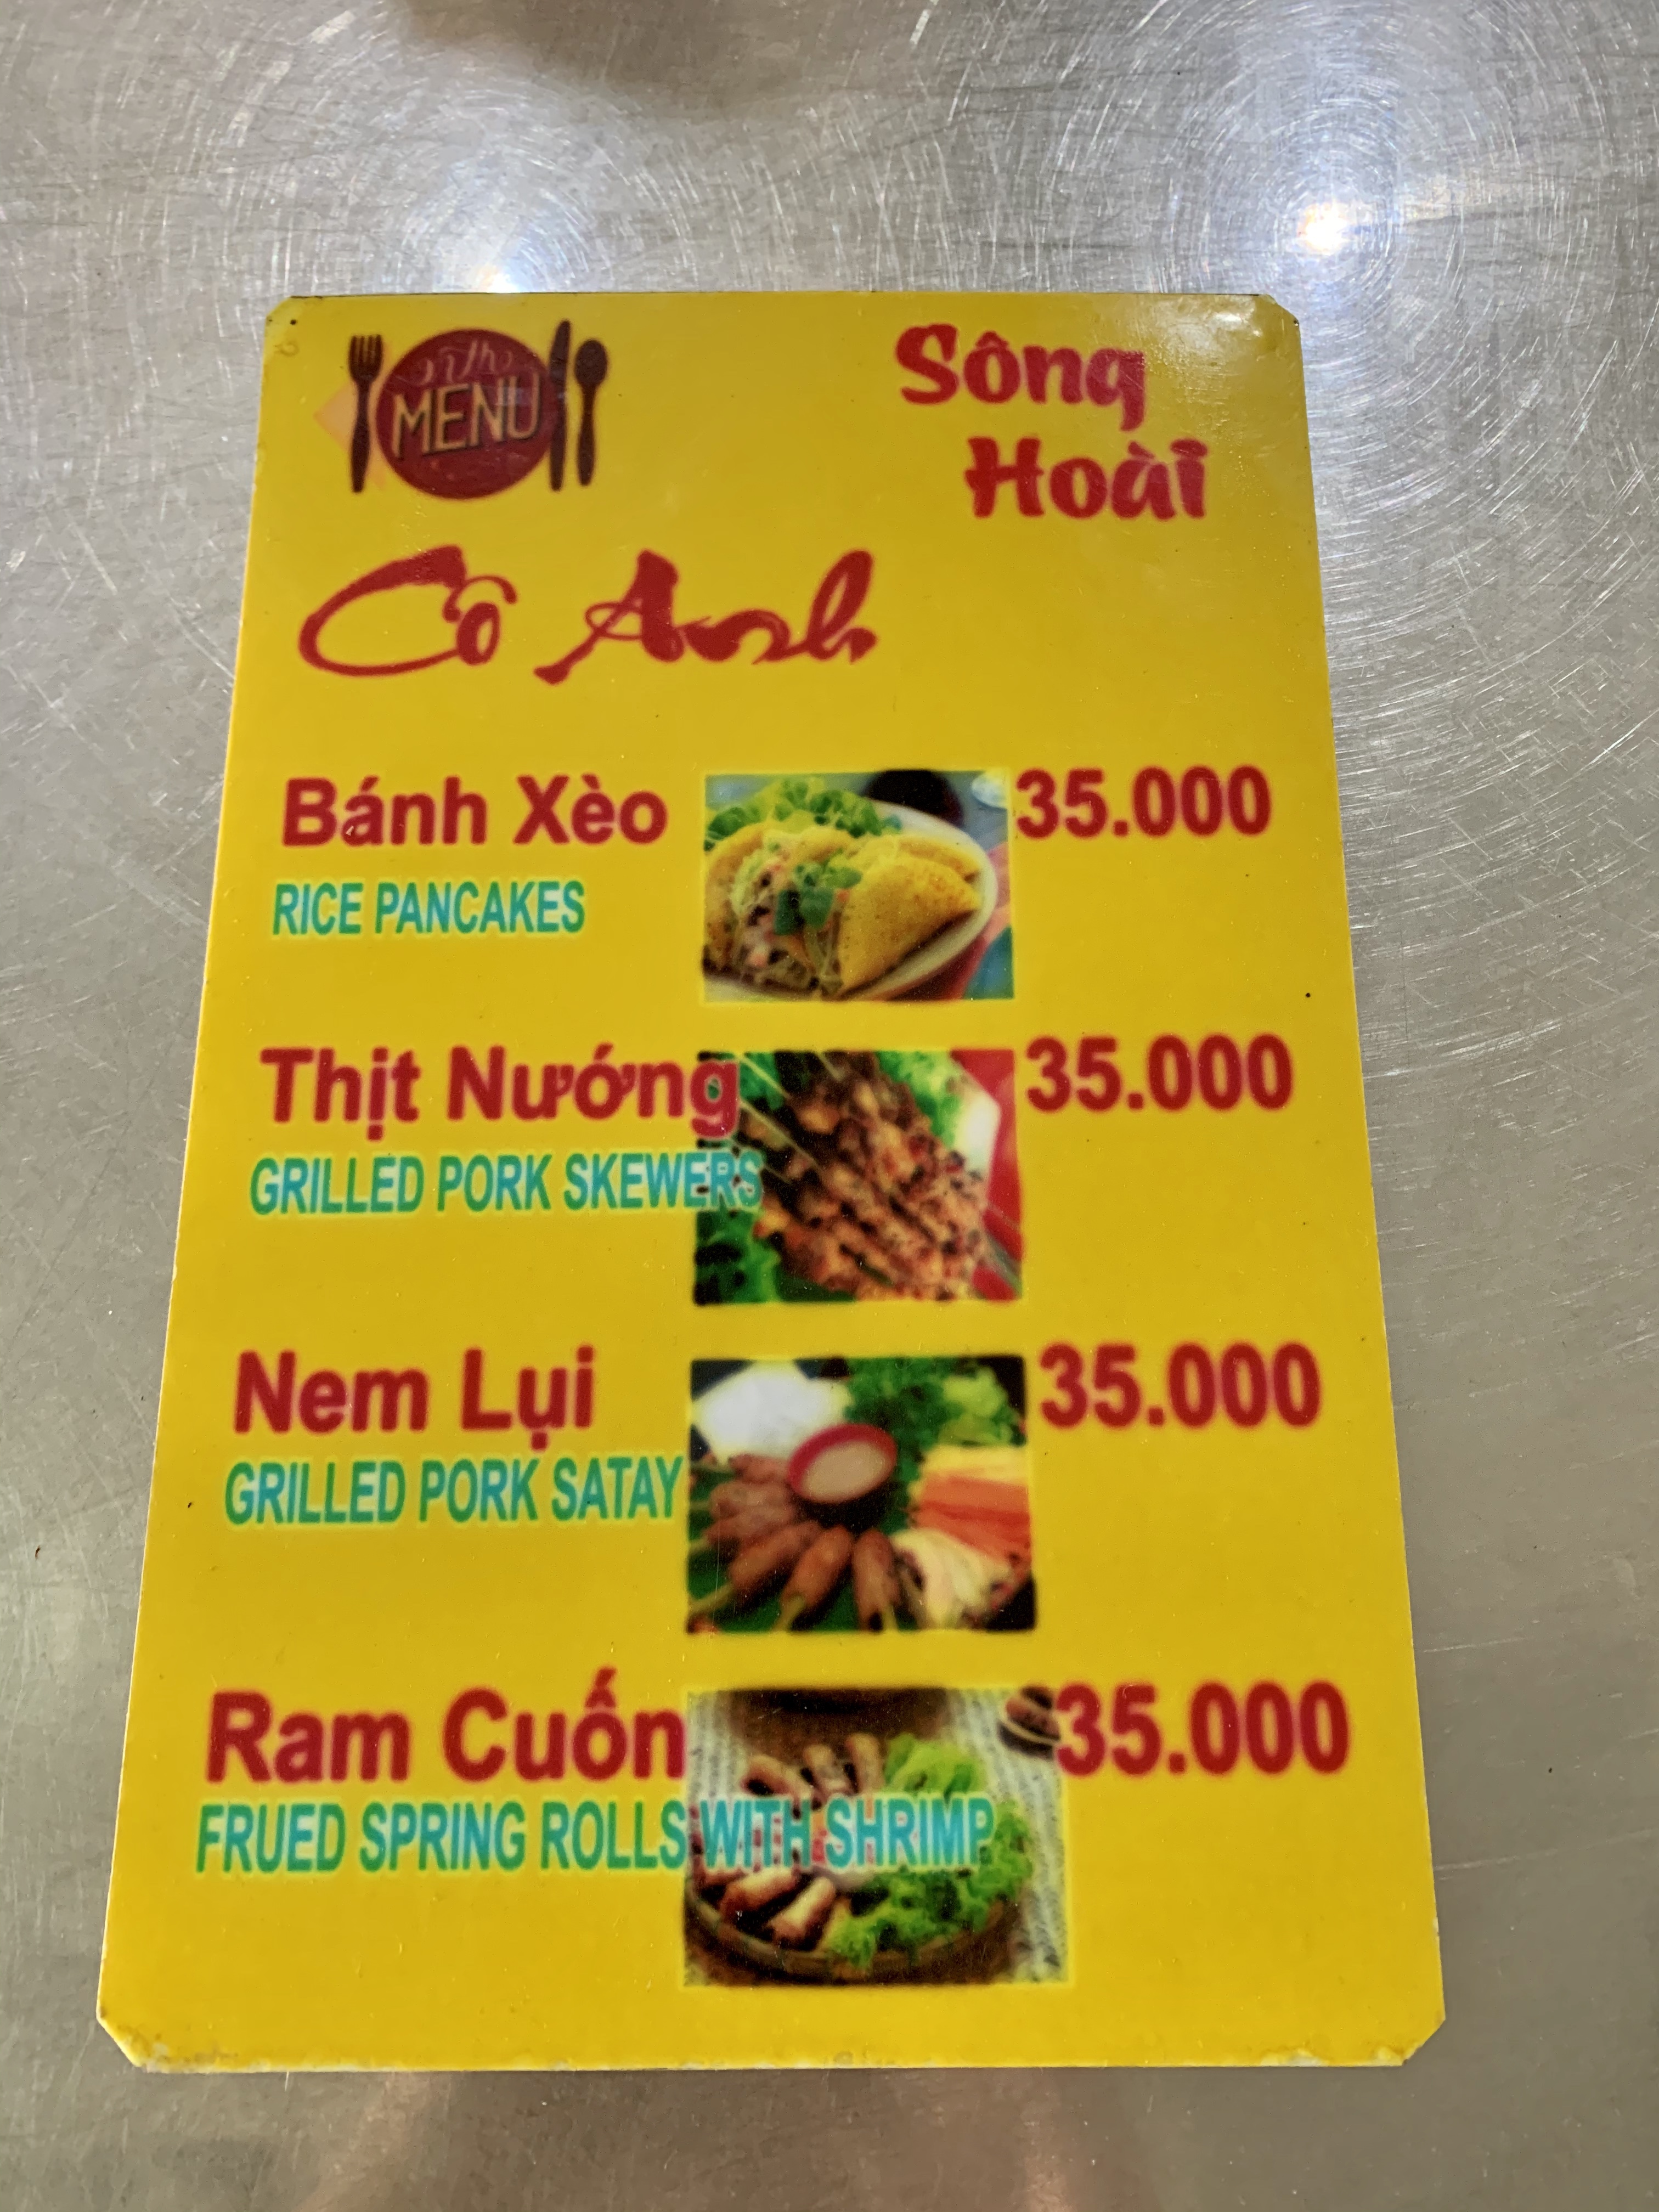 MENU
Sông
Hoài
Cô Anh
Bánh Xèo 35.000
RICE PANCAKES
Thịt Nướng 35.000
GRILLED PORK SKEWERS
Nem Lụi 35.000
GRILLED PORK SATAY
Ram Cuốn 35.000
FRUED SPRING ROLLS WITH SHRIMP